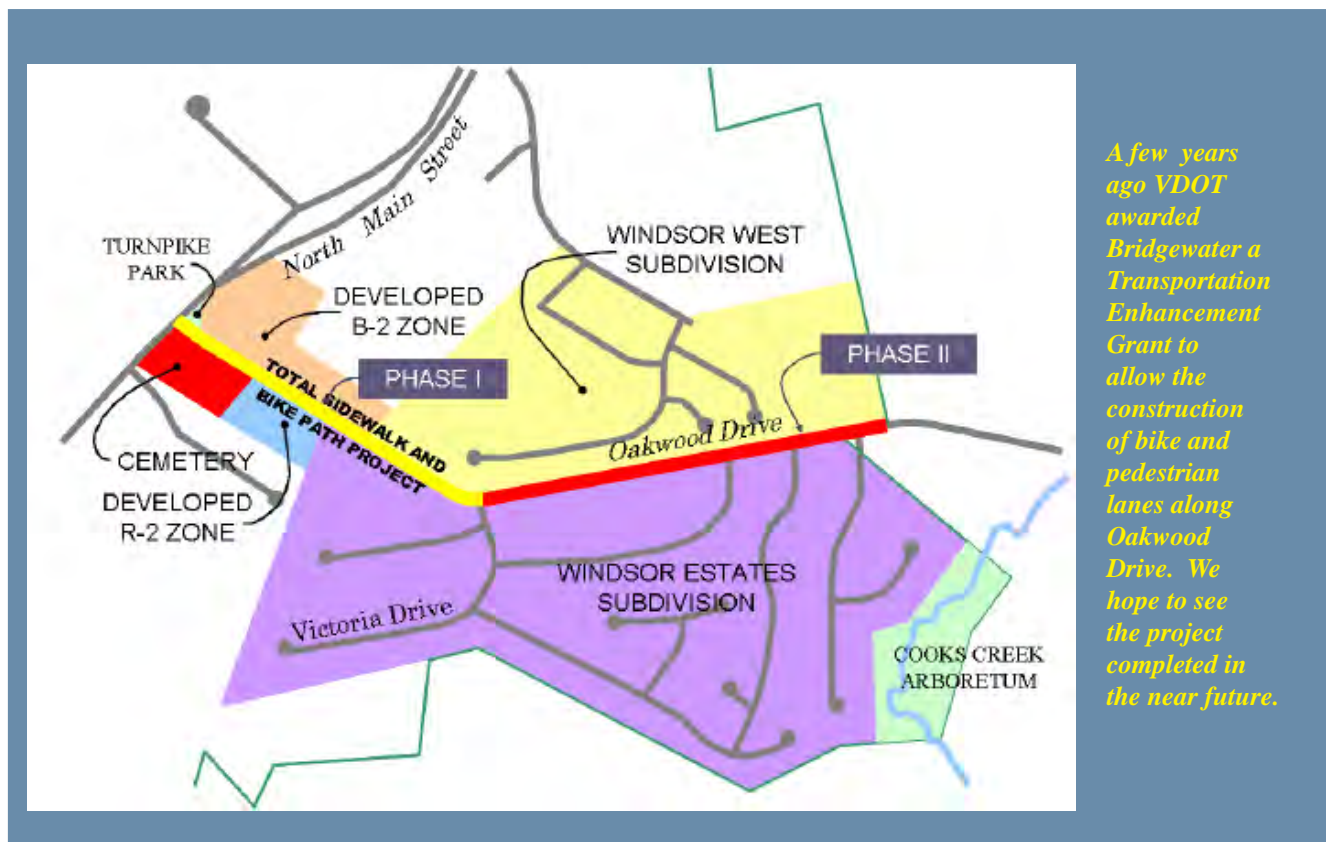 North Main Street
TURNPIKE
PARK
WINDSOR WEST
SUBDIVISION
DEVELOPED
B-2 ZONE
PHASE I
PHASE II
TOTAL SIDEWALK AND
BIKE PATH PROJECT
Oakwood Drive
CEMETERY
DEVELOPED
R-2 ZONE
WINDSOR ESTATES
SUBDIVISION
Victoria Drive
COOKS CREEK
ARBORETUM
A few years
ago VDOT
awarded
Bridgewater a
Transportation
Enhancement
Grant to
allow the
construction
of bike and
pedestrian
lanes along
Oakwood
Drive. We
hope to see
the project
completed in
the near future.